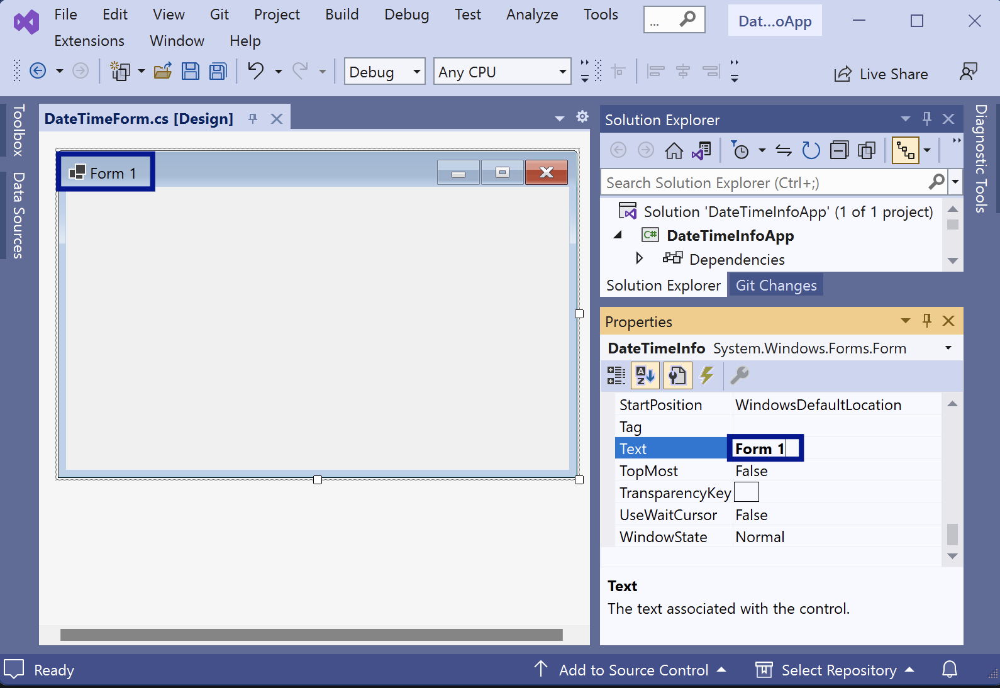 File Edit View Git Project Build Debug Test Analyze Tools ... Dat...oApp
Extensions Window Help
Debug Any CPU Live Share
Toolbox
Data Sources
DateTimeForm.cs [Design]
Form 1
Solution Explorer
Search Solution Explorer (Ctrl+;)
Solution 'DateTimeInfoApp' (1 of 1 project)
C# DateTimeInfoApp
Dependencies
Solution Explorer Git Changes
Properties
DateTimeInfo System.Windows.Forms.Form
A Z
StartPosition WindowsDefaultLocation
Tag
Text Form 1
TopMost False
TransparencyKey
UseWaitCursor False
WindowState Normal
Text
The text associated with the control.
Diagnostic Tools
Ready Add to Source Control Select Repository